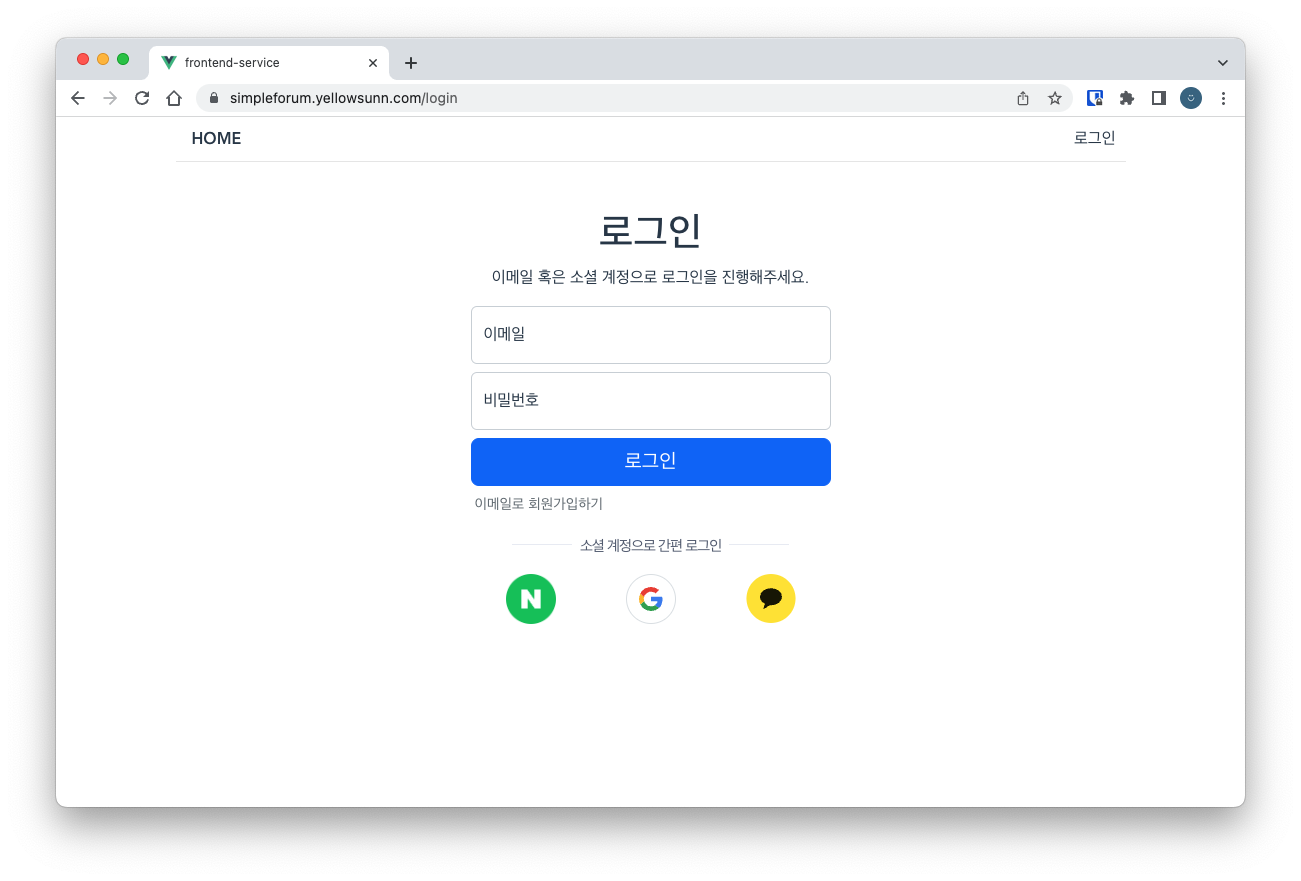 frontend-service
simpleforum.yellowsunn.com/login
HOME
로그인
로그인
이메일 혹은 소셜 계정으로 로그인을 진행해주세요.
이메일
비밀번호
로그인
이메일로 회원가입하기
소셜 계정으로 간편 로그인
N
G